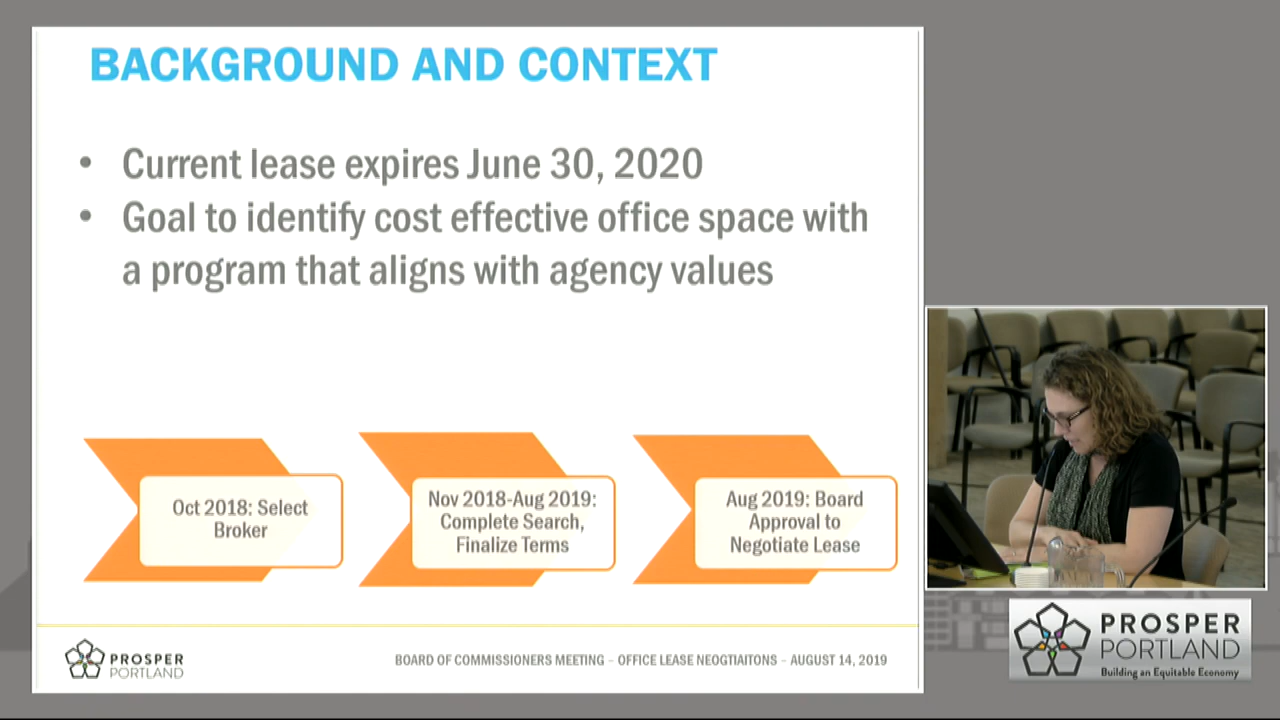 BACKGROUND AND CONTEXT
• Current lease expires June 30, 2020
• Goal to identify cost effective office space with
a program that aligns with agency values
Oct 2018: Select
Broker
Nov 2018-Aug 2019:
Complete Search,
Finalize Terms
Aug 2019: Board
Approval to
Negotiate Lease
PROSPER
PORTLAND
BOARD OF COMMISSIONERS MEETING – OFFICE LEASE NEOGTIAITONS – AUGUST 14, 2019
PROSPER
PORTLAND
Building an Equitable Economy